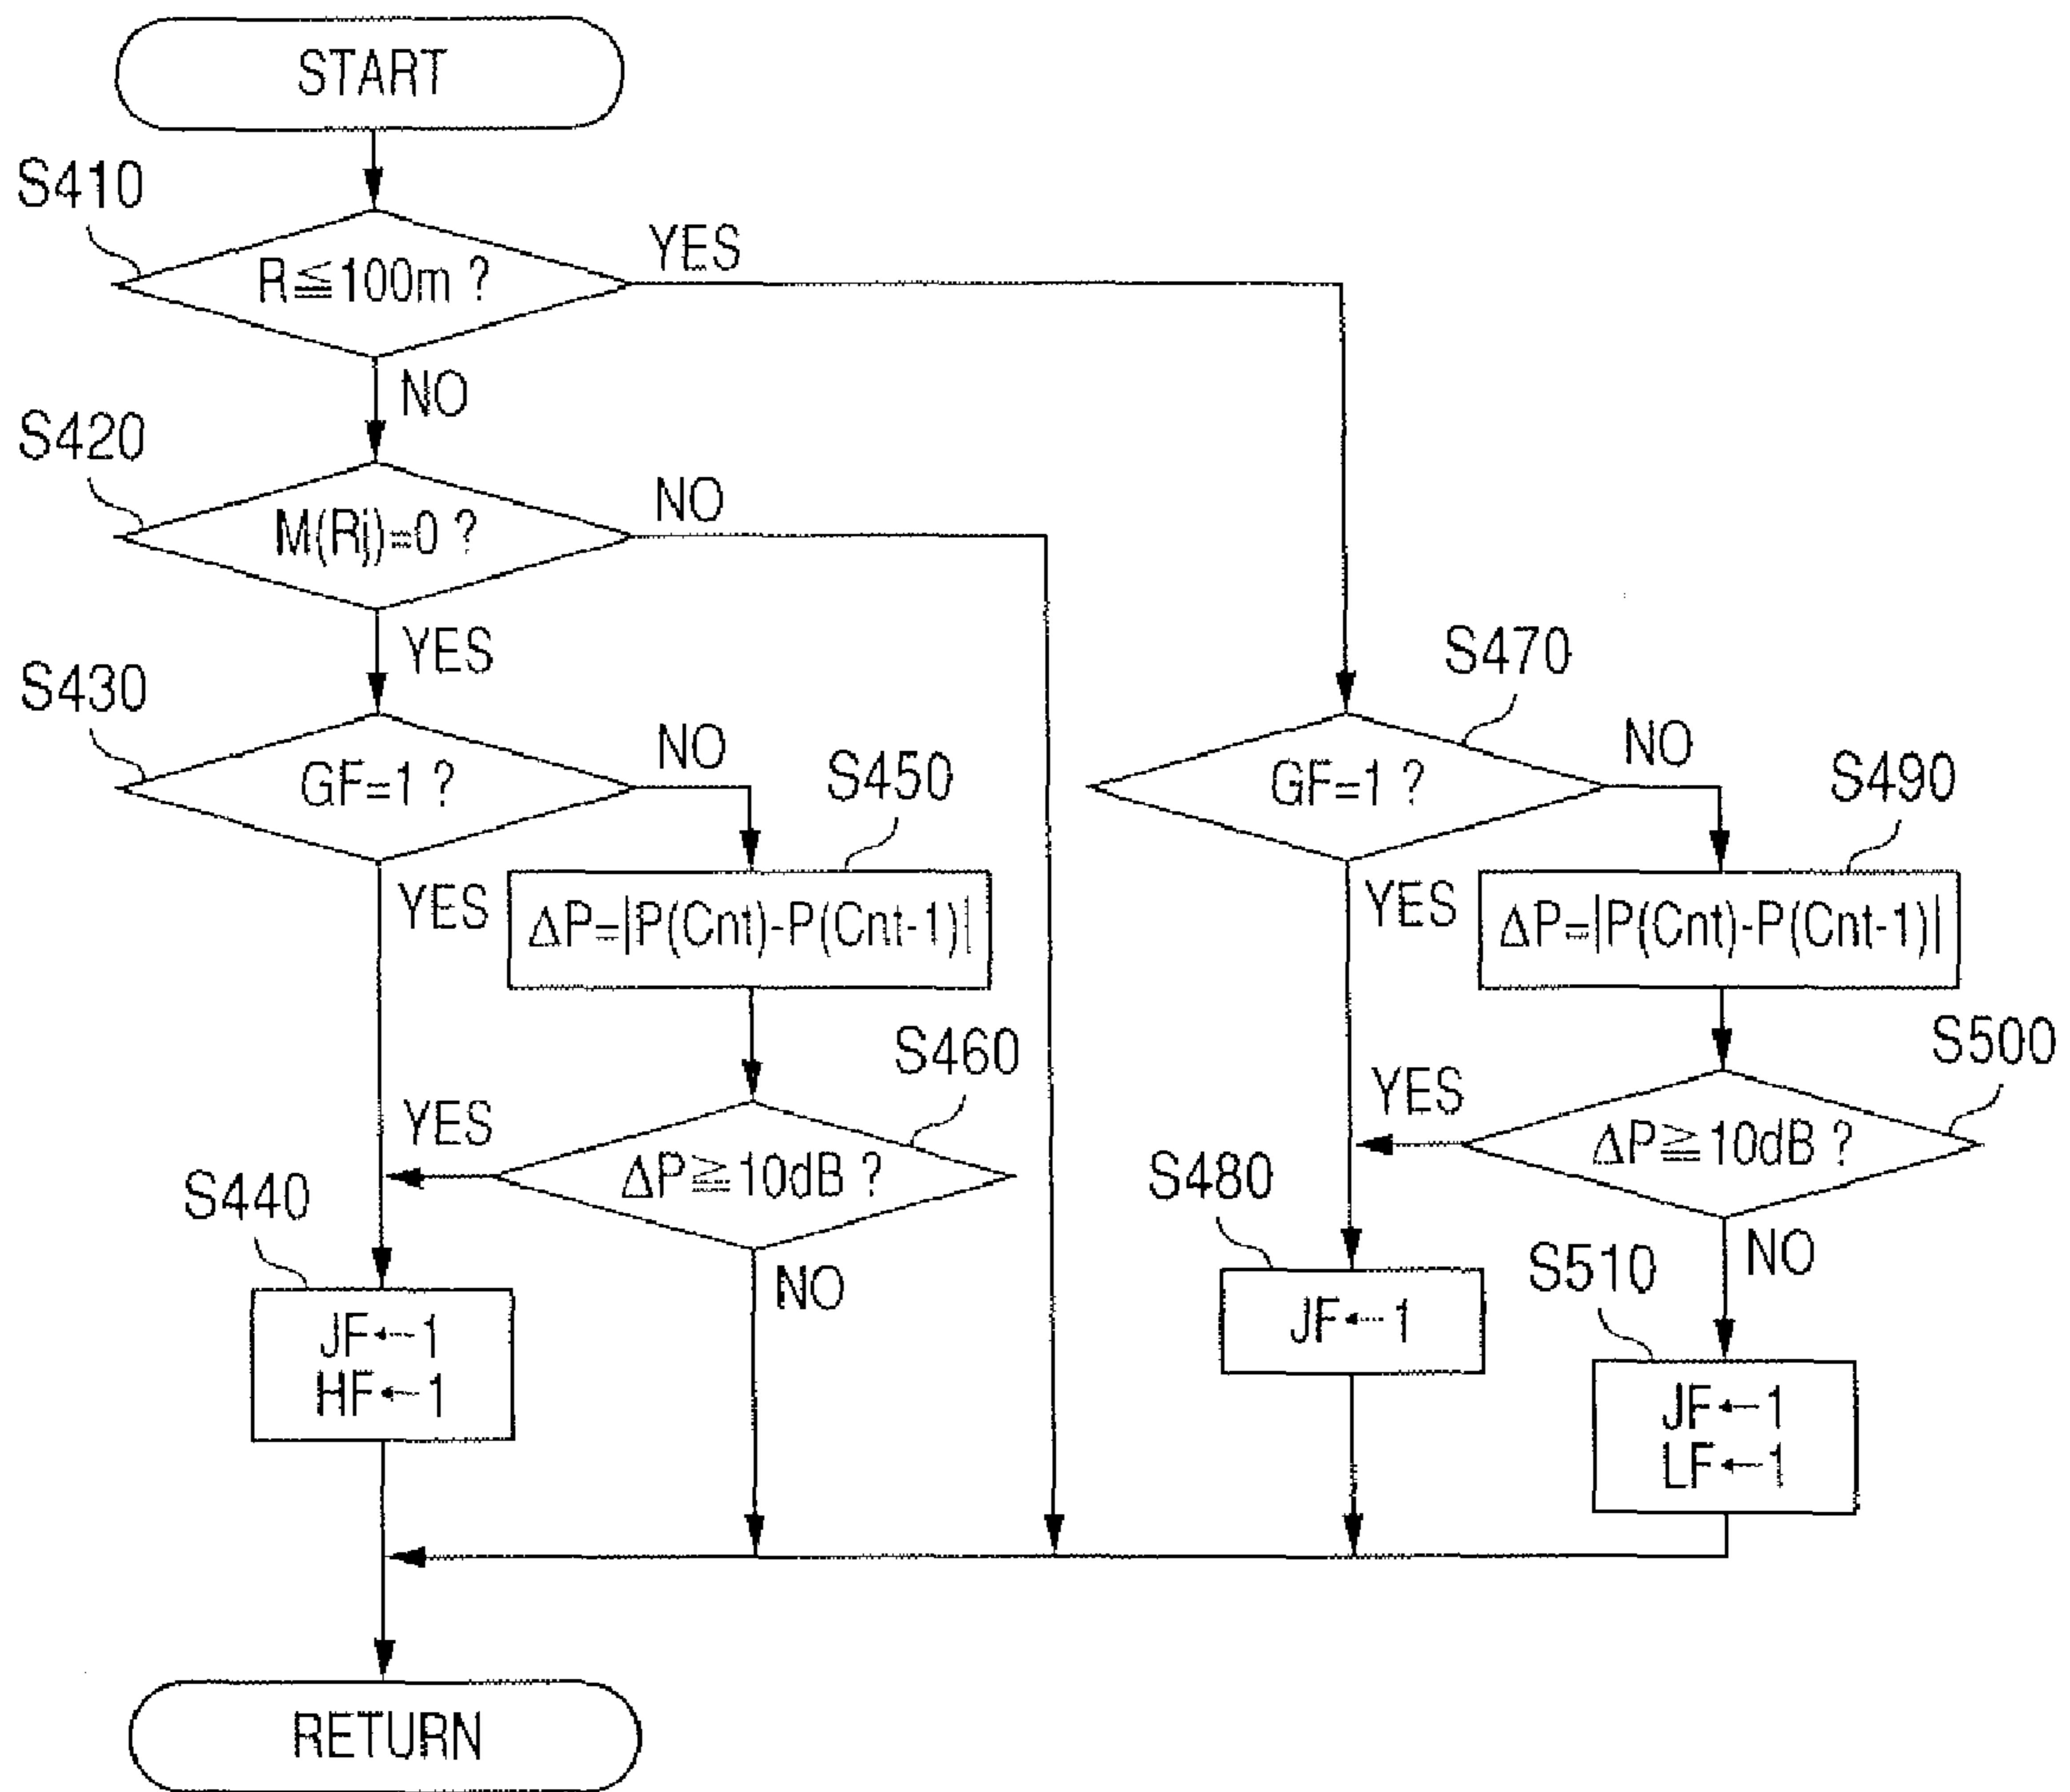 START
S410
R≦100m ?
YES
NO
S420
M(Rj)=0 ?
NO
YES
S430
GF=1 ?
NO
YES
S450
ΔP=|P(Cnt)-P(Cnt-1)|
S460
ΔP≧10dB ?
YES
NO
S440
JF←1
HF←1
S470
GF=1 ?
NO
YES
S490
ΔP=|P(Cnt)-P(Cnt-1)|
S500
ΔP≧10dB ?
YES
NO
S480
JF←1
S510
JF←1
LF←1
RETURN